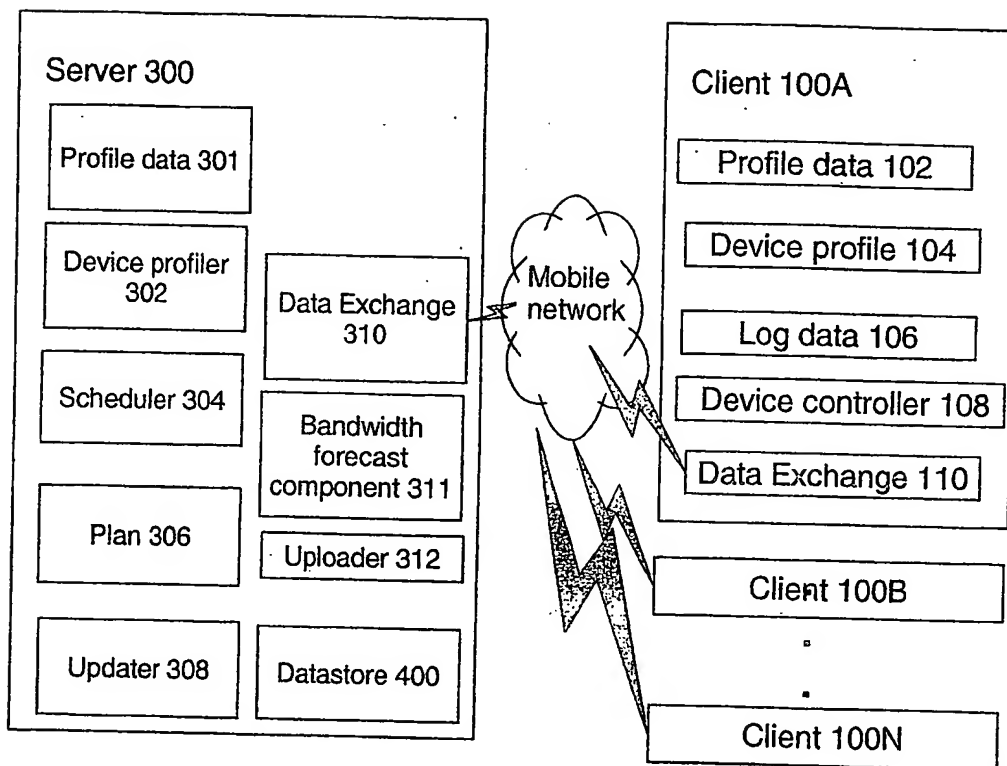 Server 300
Profile data 301
Device profiler
302
Scheduler 304
Plan 306
Updater 308
Data Exchange
310
Bandwidth
forecast
component 311
Uploader 312
Datastore 400
Mobile
network
Client 100A
Profile data 102
Device profile 104
Log data 106
Device controller 108
Data Exchange 110
Client 100B
Client 100N